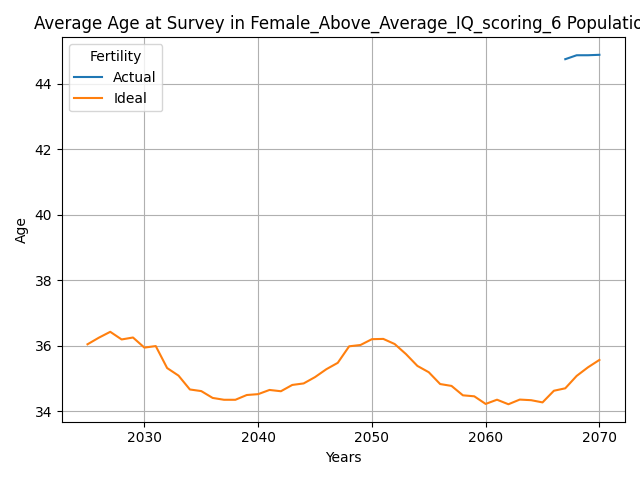 Average Age at Survey in Female_Above_Average_IQ_scoring_6 Populatio
Fertility
Actual
Ideal
Age
44
42
40
38
36
34
2030
2040
2050
2060
2070
Years